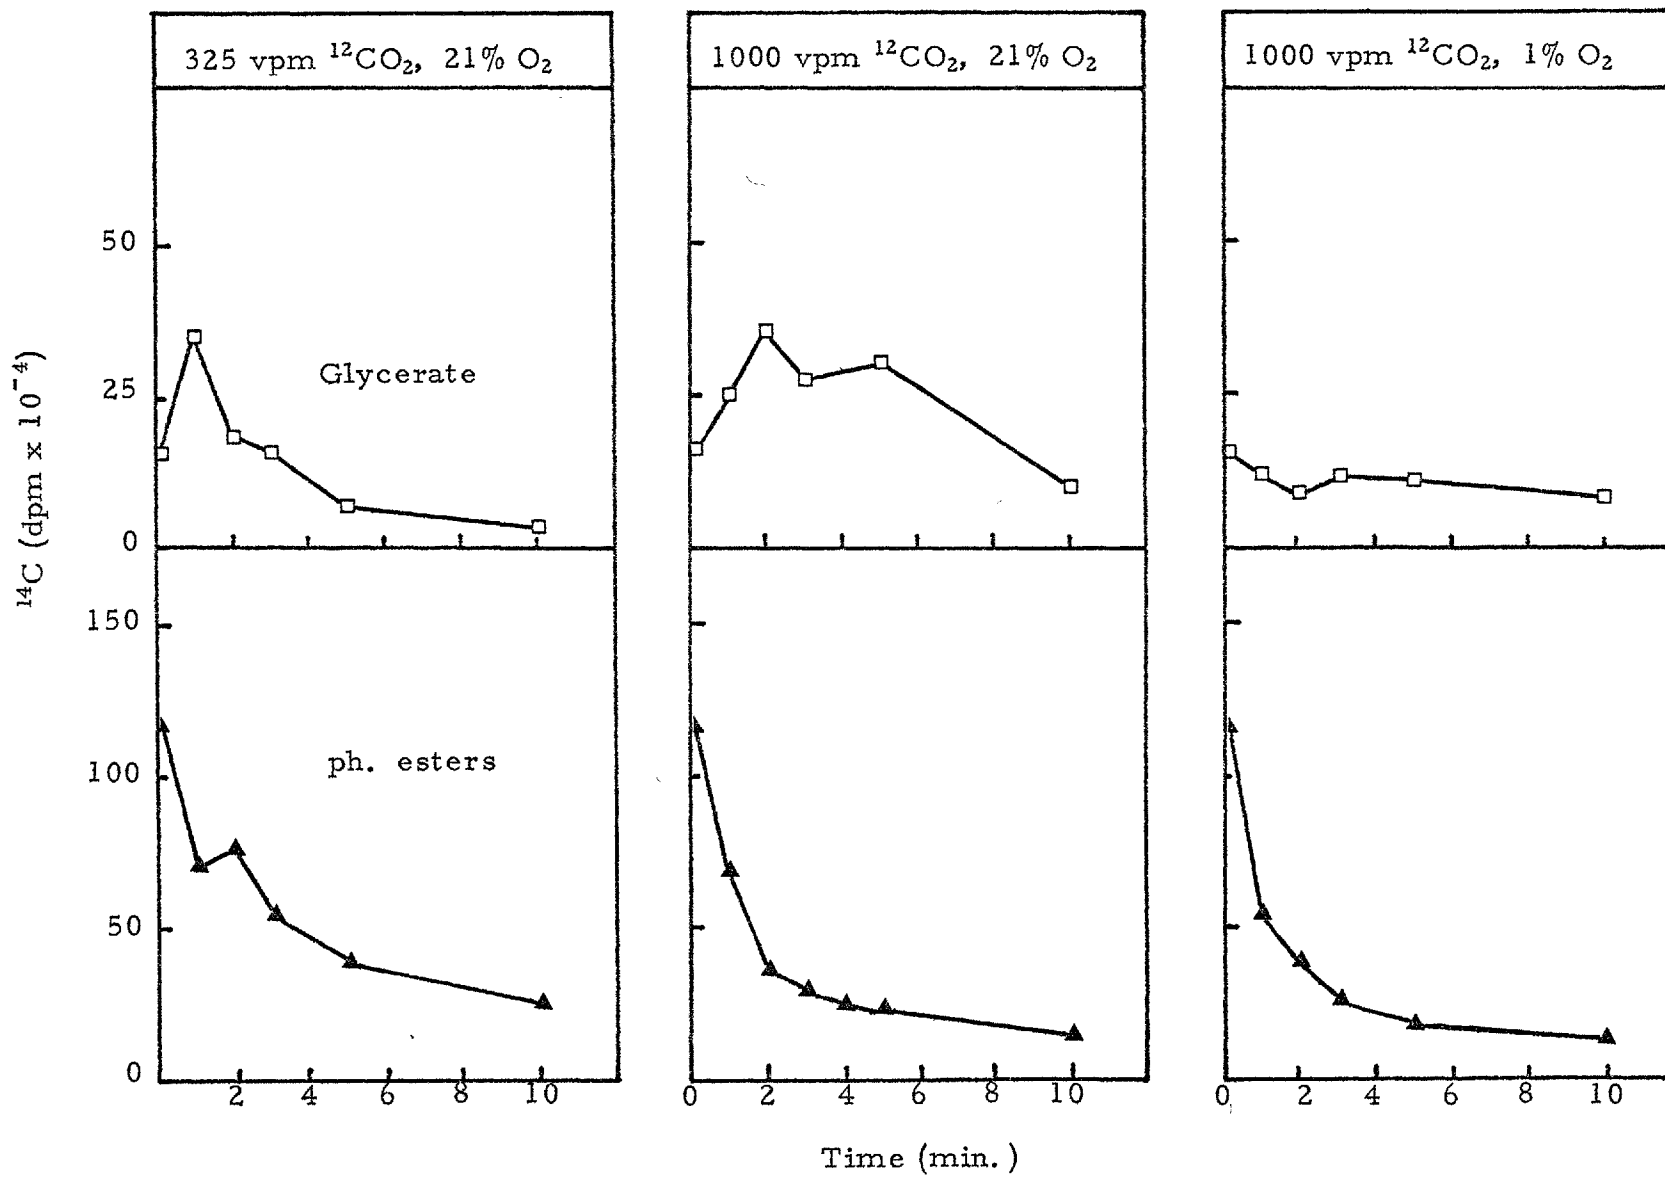 325 vpm ¹²CO₂, 21% O₂
1000 vpm ¹²CO₂, 21% O₂
1000 vpm ¹²CO₂, 1% O₂
¹⁴C (dpm x 10⁻⁴)
50
25
0
Glycerate
150
100
50
0
ph. esters
2 4 6 8 10
0 2 4 6 8 10
0 2 4 6 8 10
Time (min.)